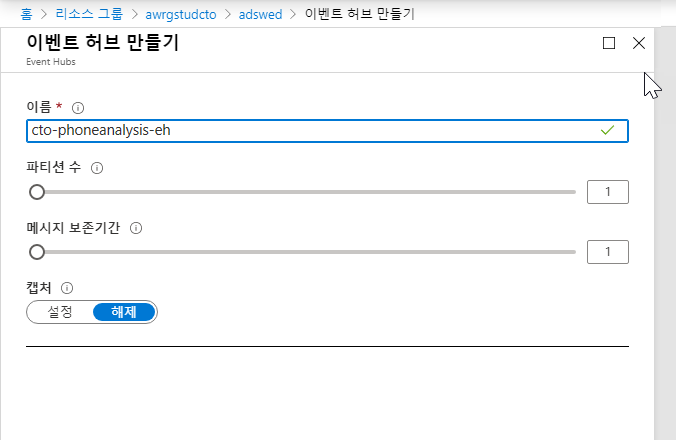 홈 > 리소스 그룹 > awrgstudcto > adswed > 이벤트 허브 만들기
이벤트 허브 만들기
Event Hubs
이름 *
cto-phoneanalysis-eh
파티션 수
1
메시지 보존기간
1
캡처
설정 해제